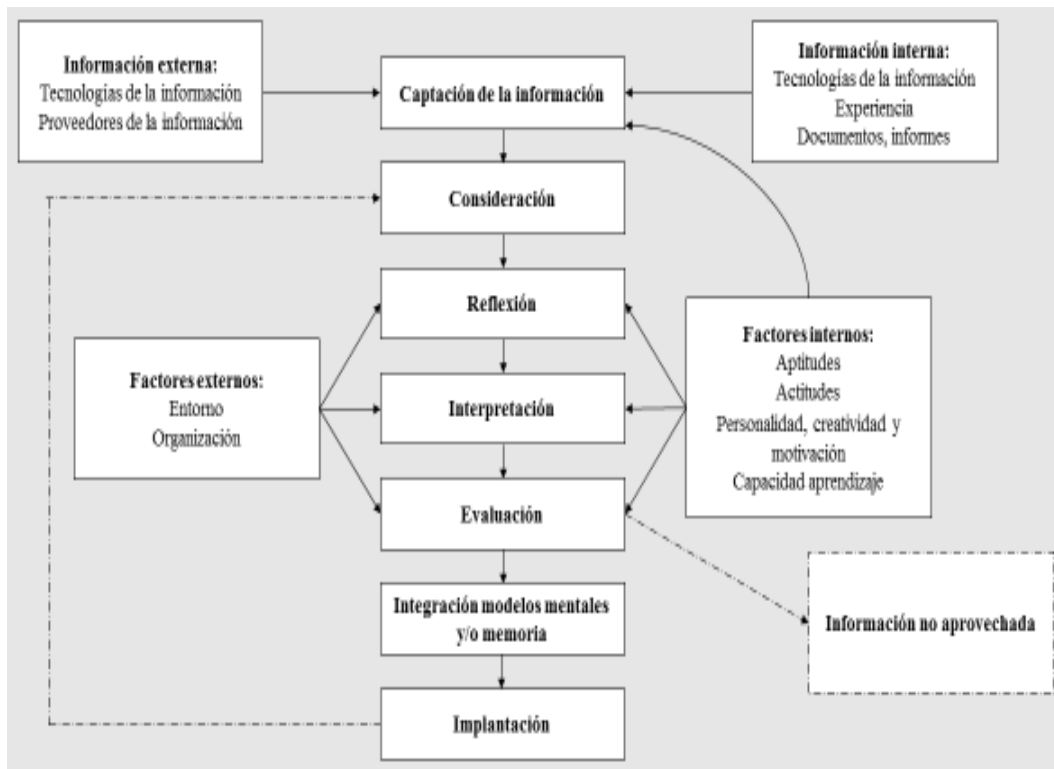 Información externa:
Tecnologías de la información
Proveedores de la información
Captación de la información
Información interna:
Tecnologías de la información
Experiencia
Documentos, informes
Consideración
Reflexión
Factores externos:
Entorno
Organización
Interpretación
Factores internos:
Aptitudes
Actitudes
Personalidad, creatividad y
motivación
Capacidad aprendizaje
Evaluación
Integración modelos mentales
y/o memoria
Información no aprovechada
Implantación